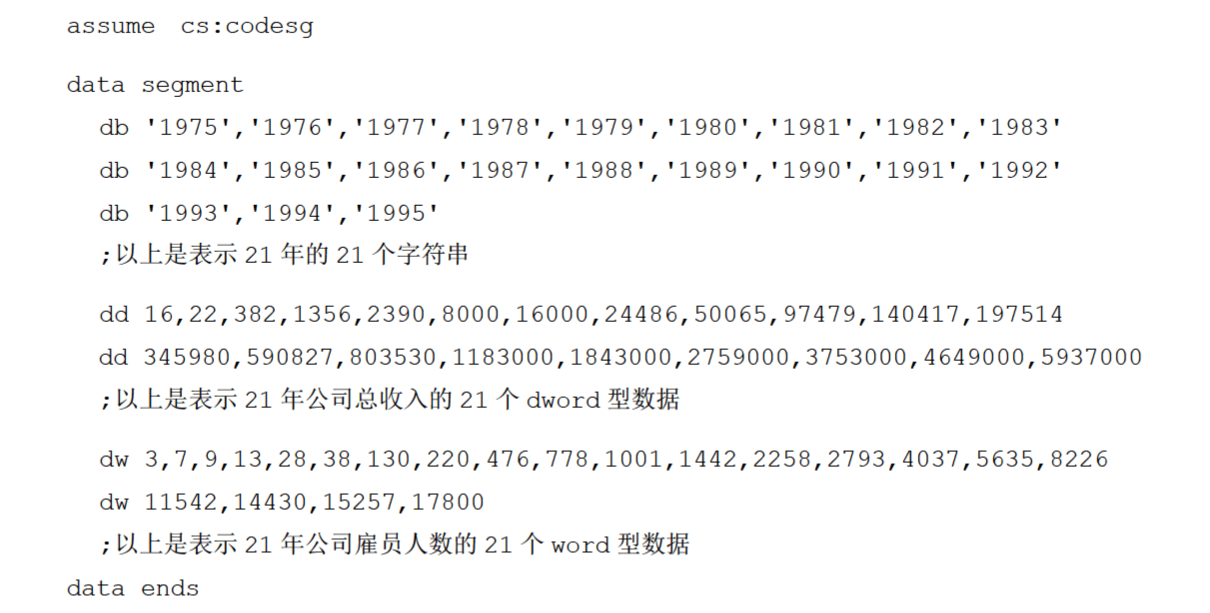 assume cs:codesg
data segment
db '1975','1976','1977','1978','1979','1980','1981','1982','1983'
db '1984','1985','1986','1987','1988','1989','1990','1991','1992'
db '1993','1994','1995'
;以上是表示 21 年的 21 个字符串
dd 16,22,382,1356,2390,8000,16000,24486,50065,97479,140417,197514
dd 345980,590827,803530,1183000,1843000,2759000,3753000,4649000,5937000
;以上是表示 21 年公司总收入的 21 个 dword 型数据
dw 3,7,9,13,28,38,130,220,476,778,1001,1442,2258,2793,4037,5635,8226
dw 11542,14430,15257,17800
;以上是表示 21 年公司雇员人数的 21 个 word 型数据
data ends